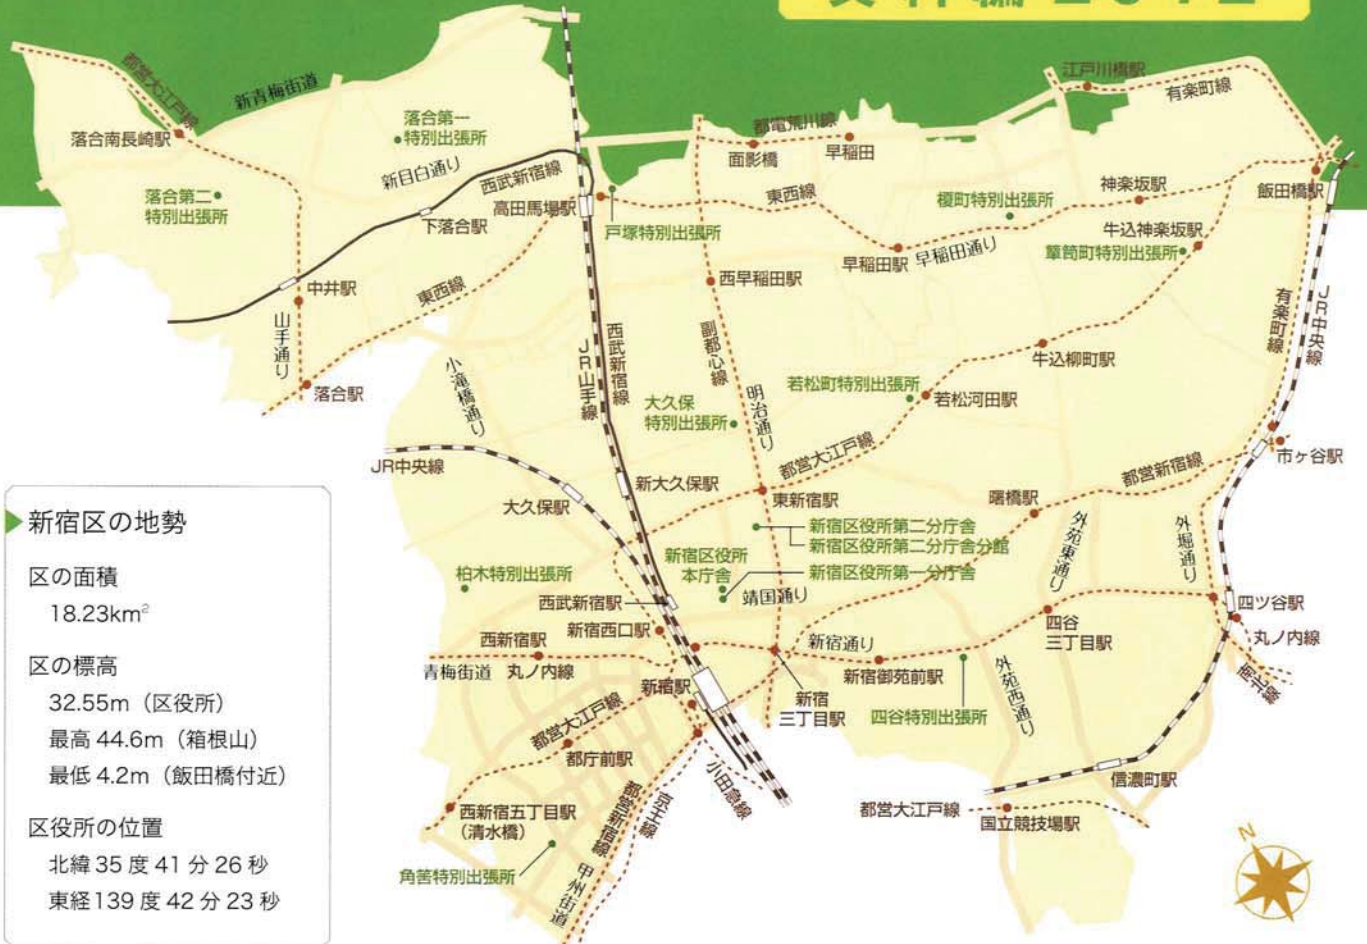 2012
都営大江戸線
新青梅街道
落合南長崎駅
落合第一
特別出張所
新目白通り
西武新宿線
落合第二
特別出張所
下落合駅
高田馬場駅
戸塚特別出張所
都電荒川線
面影橋
早稲田
江戸川橋駅
有楽町線
東西線
榎町特別出張所
神楽坂駅
飯田橋駅
牛込神楽坂駅
早稲田駅
早稲田通り
簞笥町特別出張所
中井駅
東西線
山手通り
落合駅
小滝橋通り
JR山手線
西武新宿線
西早稲田駅
副都心線
明治通り
大久保
特別出張所
若松町特別出張所
若松河田駅
牛込柳町駅
有楽町線
JR中央線
JR中央線
大久保駅
新大久保駅
都営大江戸線
東新宿駅
曙橋駅
都営新宿線
市ヶ谷駅
新宿区役所第二分庁舎
新宿区役所第二分庁舎分館
新宿区役所
本庁舎
新宿区役所第一分庁舎
靖国通り
外苑東通り
外堀通り
柏木特別出張所
西武新宿駅
新宿西口駅
西新宿駅
青梅街道
丸ノ内線
新宿駅
新宿
三丁目駅
新宿通り
新宿御苑前駅
四谷特別出張所
外苑西通り
四谷
三丁目駅
四ツ谷駅
丸ノ内線
南北線
都営大江戸線
都庁前駅
西新宿五丁目駅
(清水橋)
角筈特別出張所
都営新宿線
京王線
甲州街道
小田急線
都営大江戸線
国立競技場駅
信濃町駅
N
新宿区の地勢
区の面積
18.23km²
区の標高
32.55m(区役所)
最高 44.6m(箱根山)
最低 4.2m(飯田橋付近)
区役所の位置
北緯 35 度 41 分 26 秒
東経 139 度 42 分 23 秒